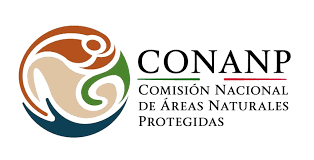 CONANP
COMISIÓN NACIONAL
DE ÁREAS NATURALES
PROTEGIDAS